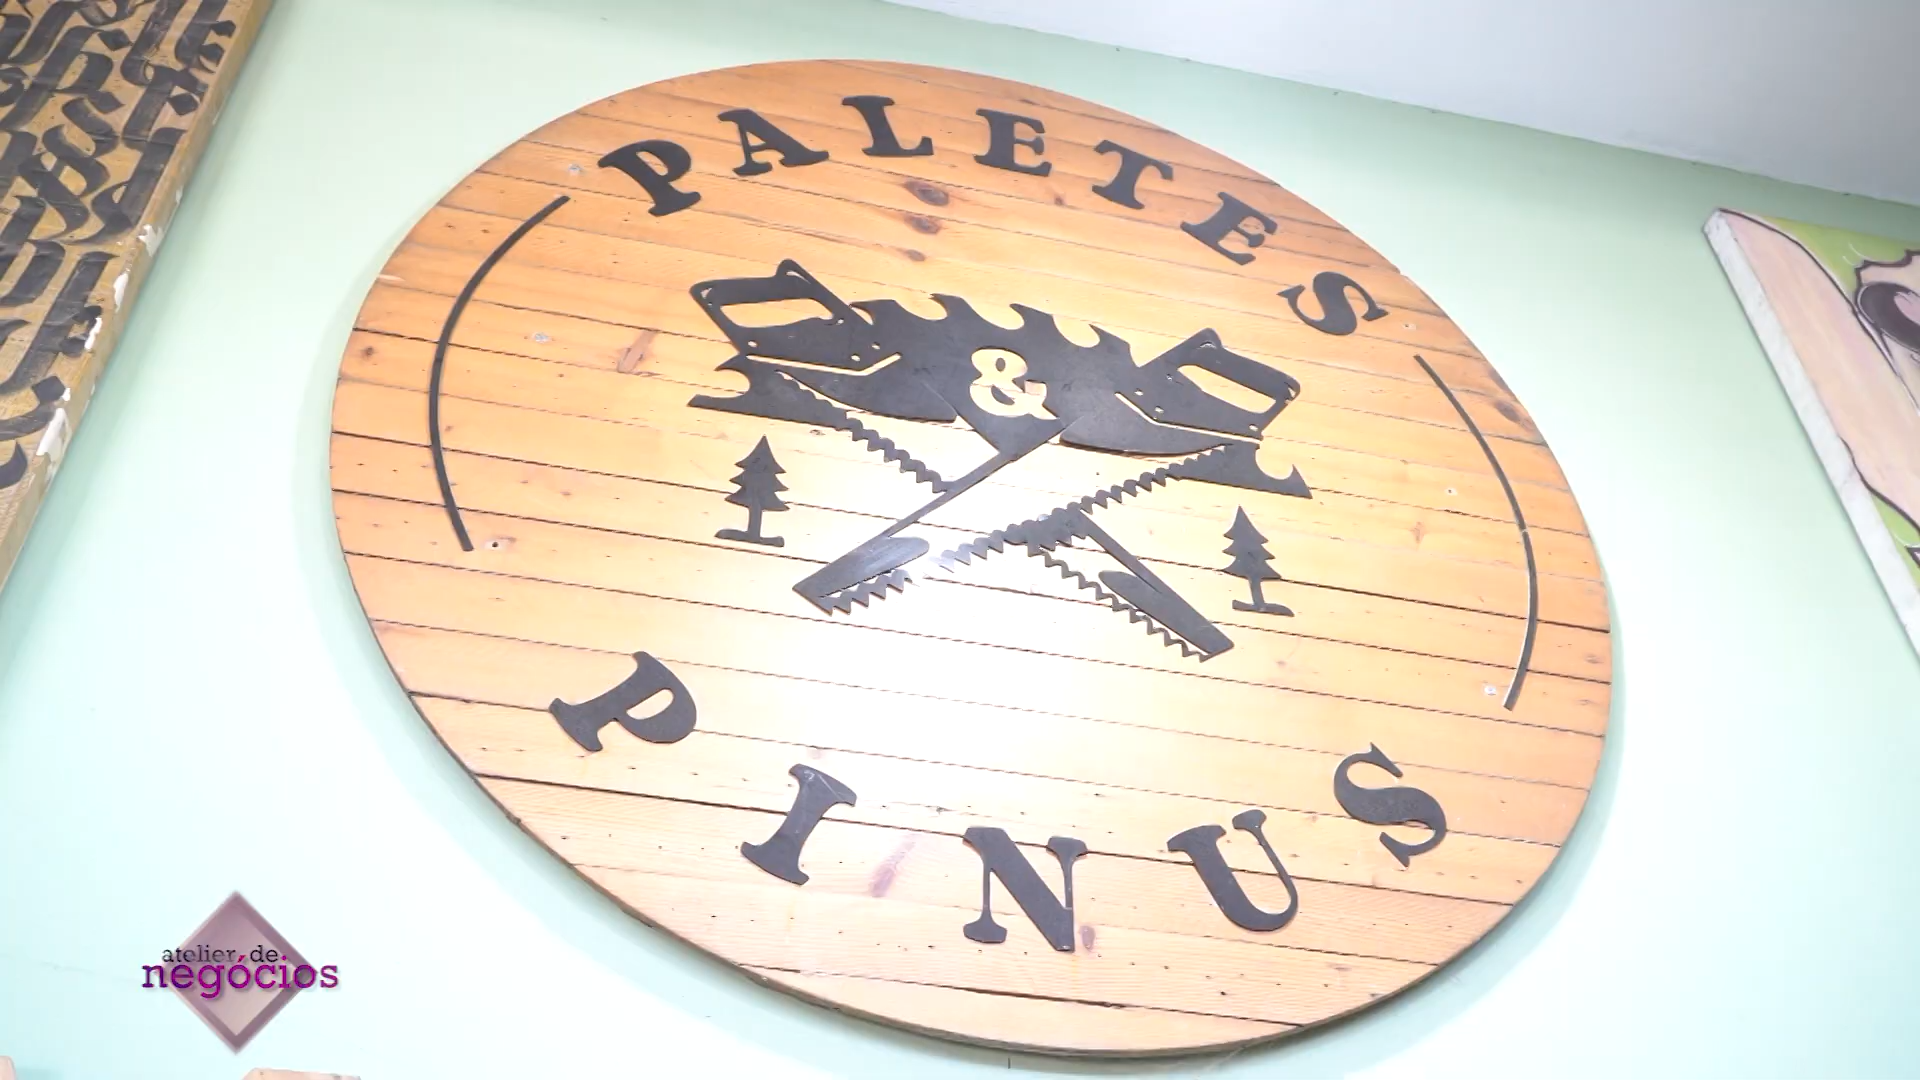 PALETES
&
PINUS
atelier de
negócios